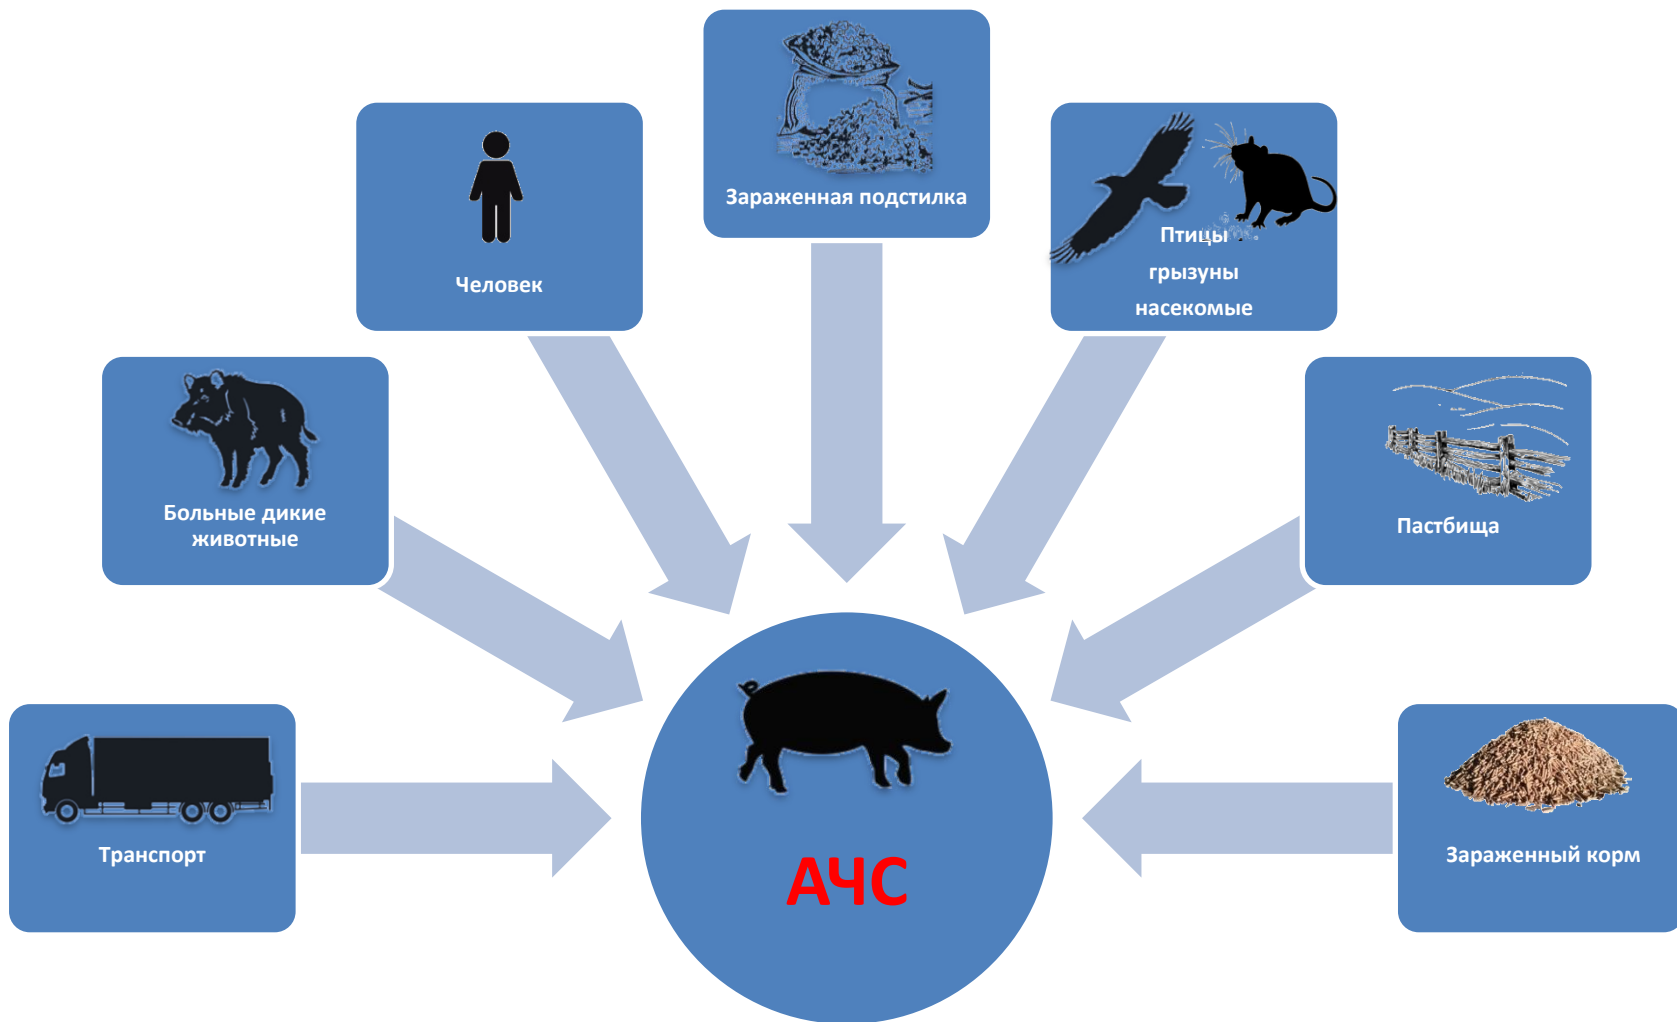 Зараженная подстилка
Человек
Птицы
грызуны
насекомые
Больные дикие
животные
Пастбища
Транспорт
Зараженный корм
АЧС